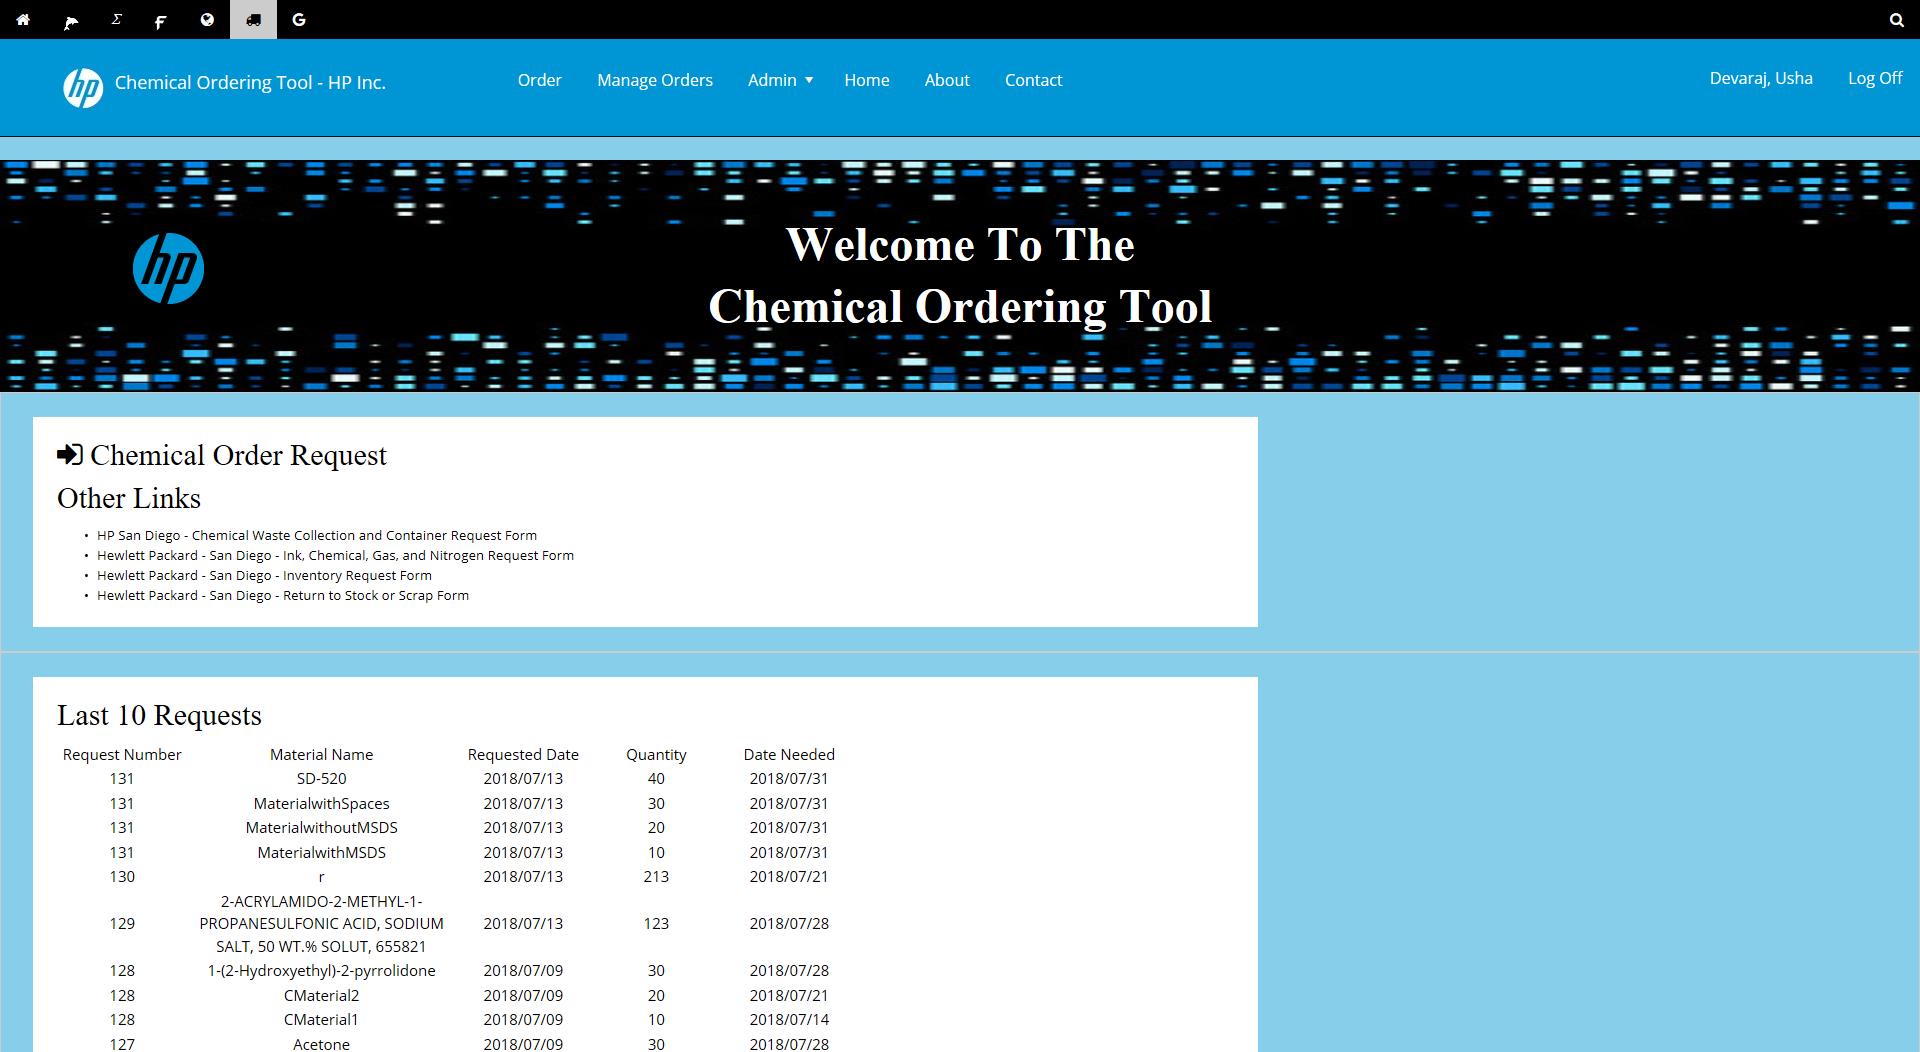 Σ F G
hp Chemical Ordering Tool - HP Inc. Order Manage Orders Admin Home About Contact Devaraj, Usha Log Off
Welcome To The
hp
Chemical Ordering Tool
Chemical Order Request
Other Links
• HP San Diego - Chemical Waste Collection and Container Request Form
• Hewlett Packard - San Diego - Ink, Chemical, Gas, and Nitrogen Request Form
• Hewlett Packard - San Diego - Inventory Request Form
• Hewlett Packard - San Diego - Return to Stock or Scrap Form
Last 10 Requests
Request Number Material Name Requested Date Quantity Date Needed
131 SD-520 2018/07/13 40 2018/07/31
131 MaterialwithSpaces 2018/07/13 30 2018/07/31
131 MaterialwithoutMSDS 2018/07/13 20 2018/07/31
131 MaterialwithMSDS 2018/07/13 10 2018/07/31
130 r 2018/07/13 213 2018/07/21
2-ACRYLAMIDO-2-METHYL-1-
129 PROPANESULFONIC ACID, SODIUM 2018/07/13 123 2018/07/28
SALT, 50 WT.% SOLUT, 655821
128 1-(2-Hydroxyethyl)-2-pyrrolidone 2018/07/09 30 2018/07/28
128 CMaterial2 2018/07/09 20 2018/07/21
128 CMaterial1 2018/07/09 10 2018/07/14
127 Acetone 2018/07/09 30 2018/07/28